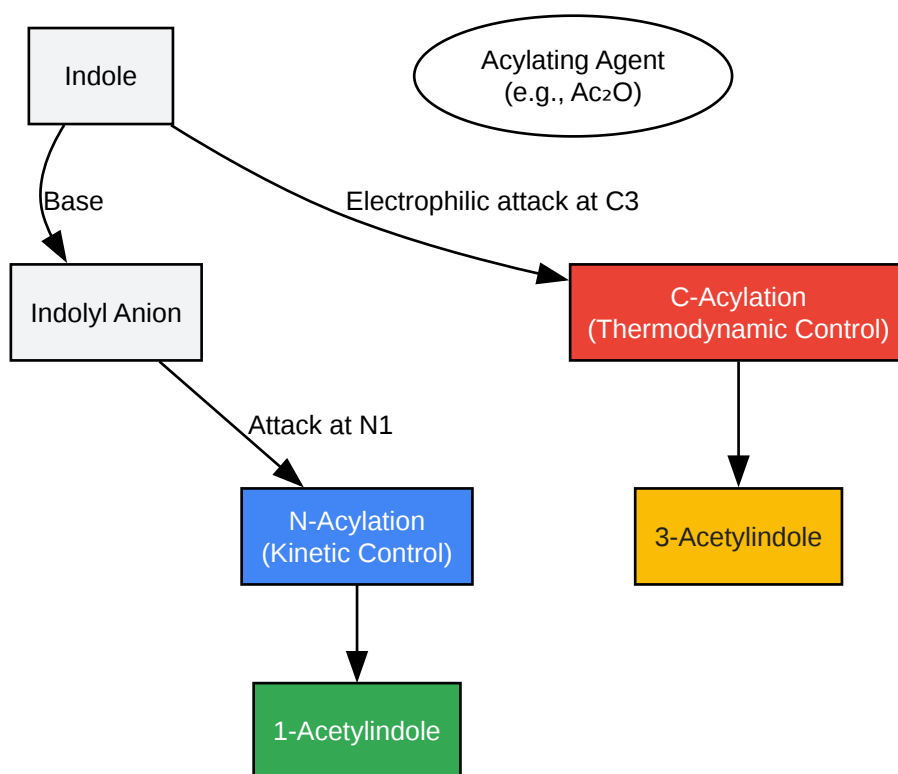 Indole
Acylating Agent
(e.g., Ac₂O)
Base
Electrophilic attack at C3
Indolyl Anion
C-Acylation
(Thermodynamic Control)
Attack at N1
N-Acylation
(Kinetic Control)
3-Acetylindole
1-Acetylindole